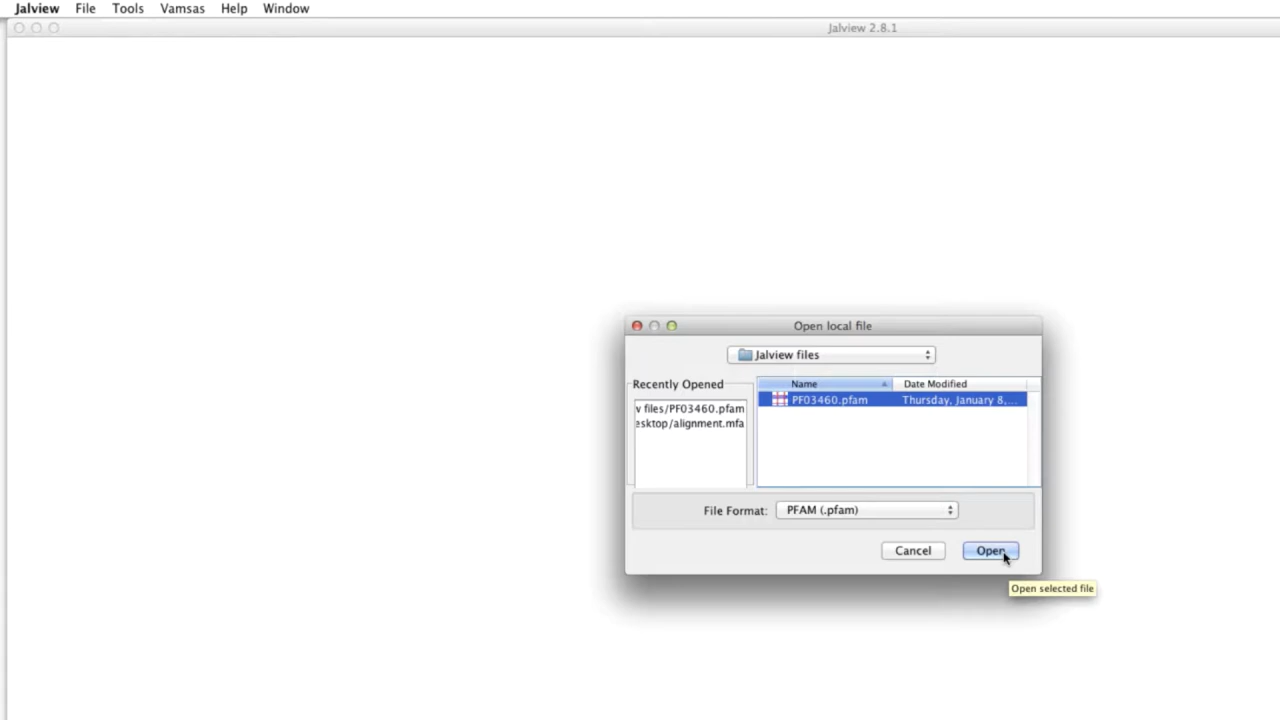 Jalview File Tools Vamsas Help Window
Jalview 2.8.1
Open local file
Jalview files
Recently Opened
Name Date Modified
v files/PF03460.pfam
esktop/alignment.mfa
PF03460.pfam Thursday, January 8,...
File Format: PFAM (.pfam)
Cancel Open
Open selected file